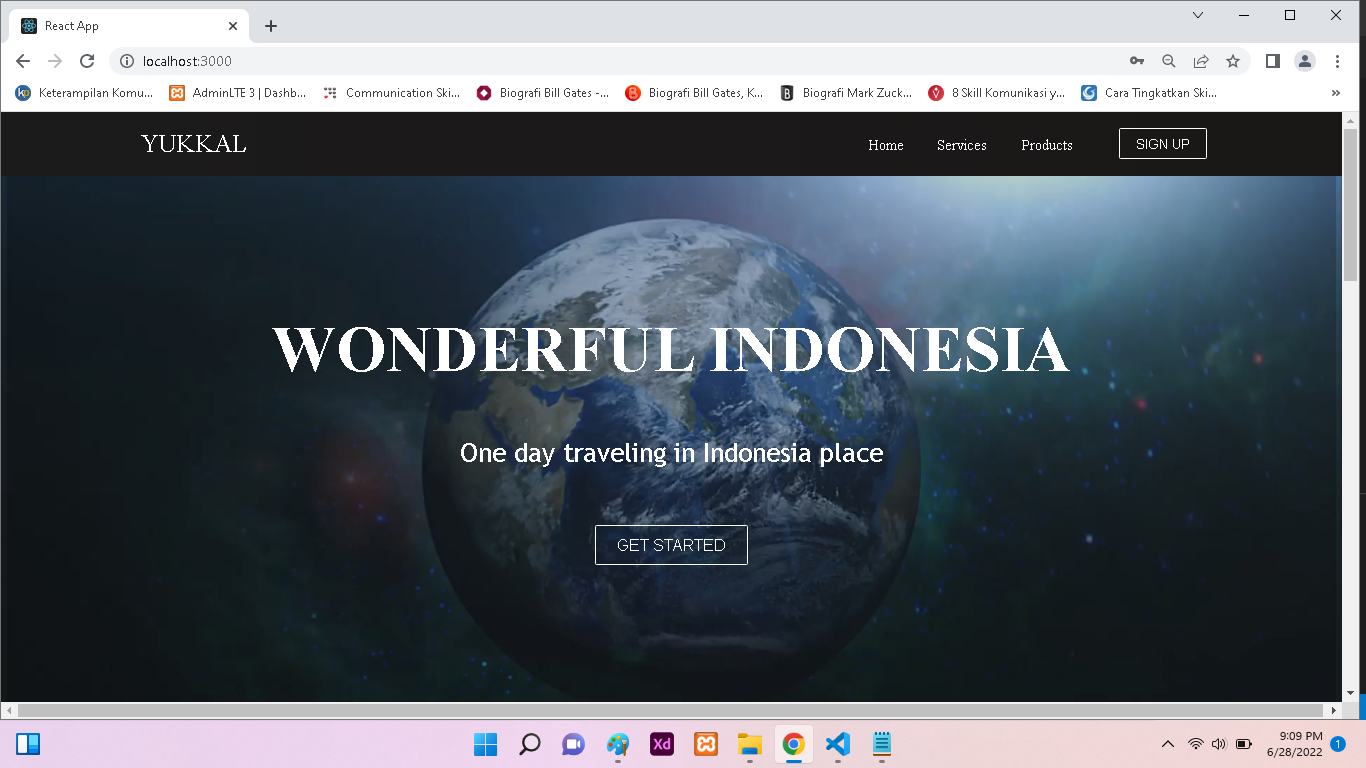 React App
localhost:3000
Keterampilan Komu...
AdminLTE 3 | Dashb...
Communication Ski...
Biografi Bill Gates -...
Biografi Bill Gates, K...
Biografi Mark Zuck...
8 Skill Komunikasi y...
Cara Tingkatkan Ski...
YUKKAL
Home
Services
Products
SIGN UP
WONDERFUL INDONESIA
One day traveling in Indonesia place
GET STARTED
Xd
9:09 PM
6/28/2022
1